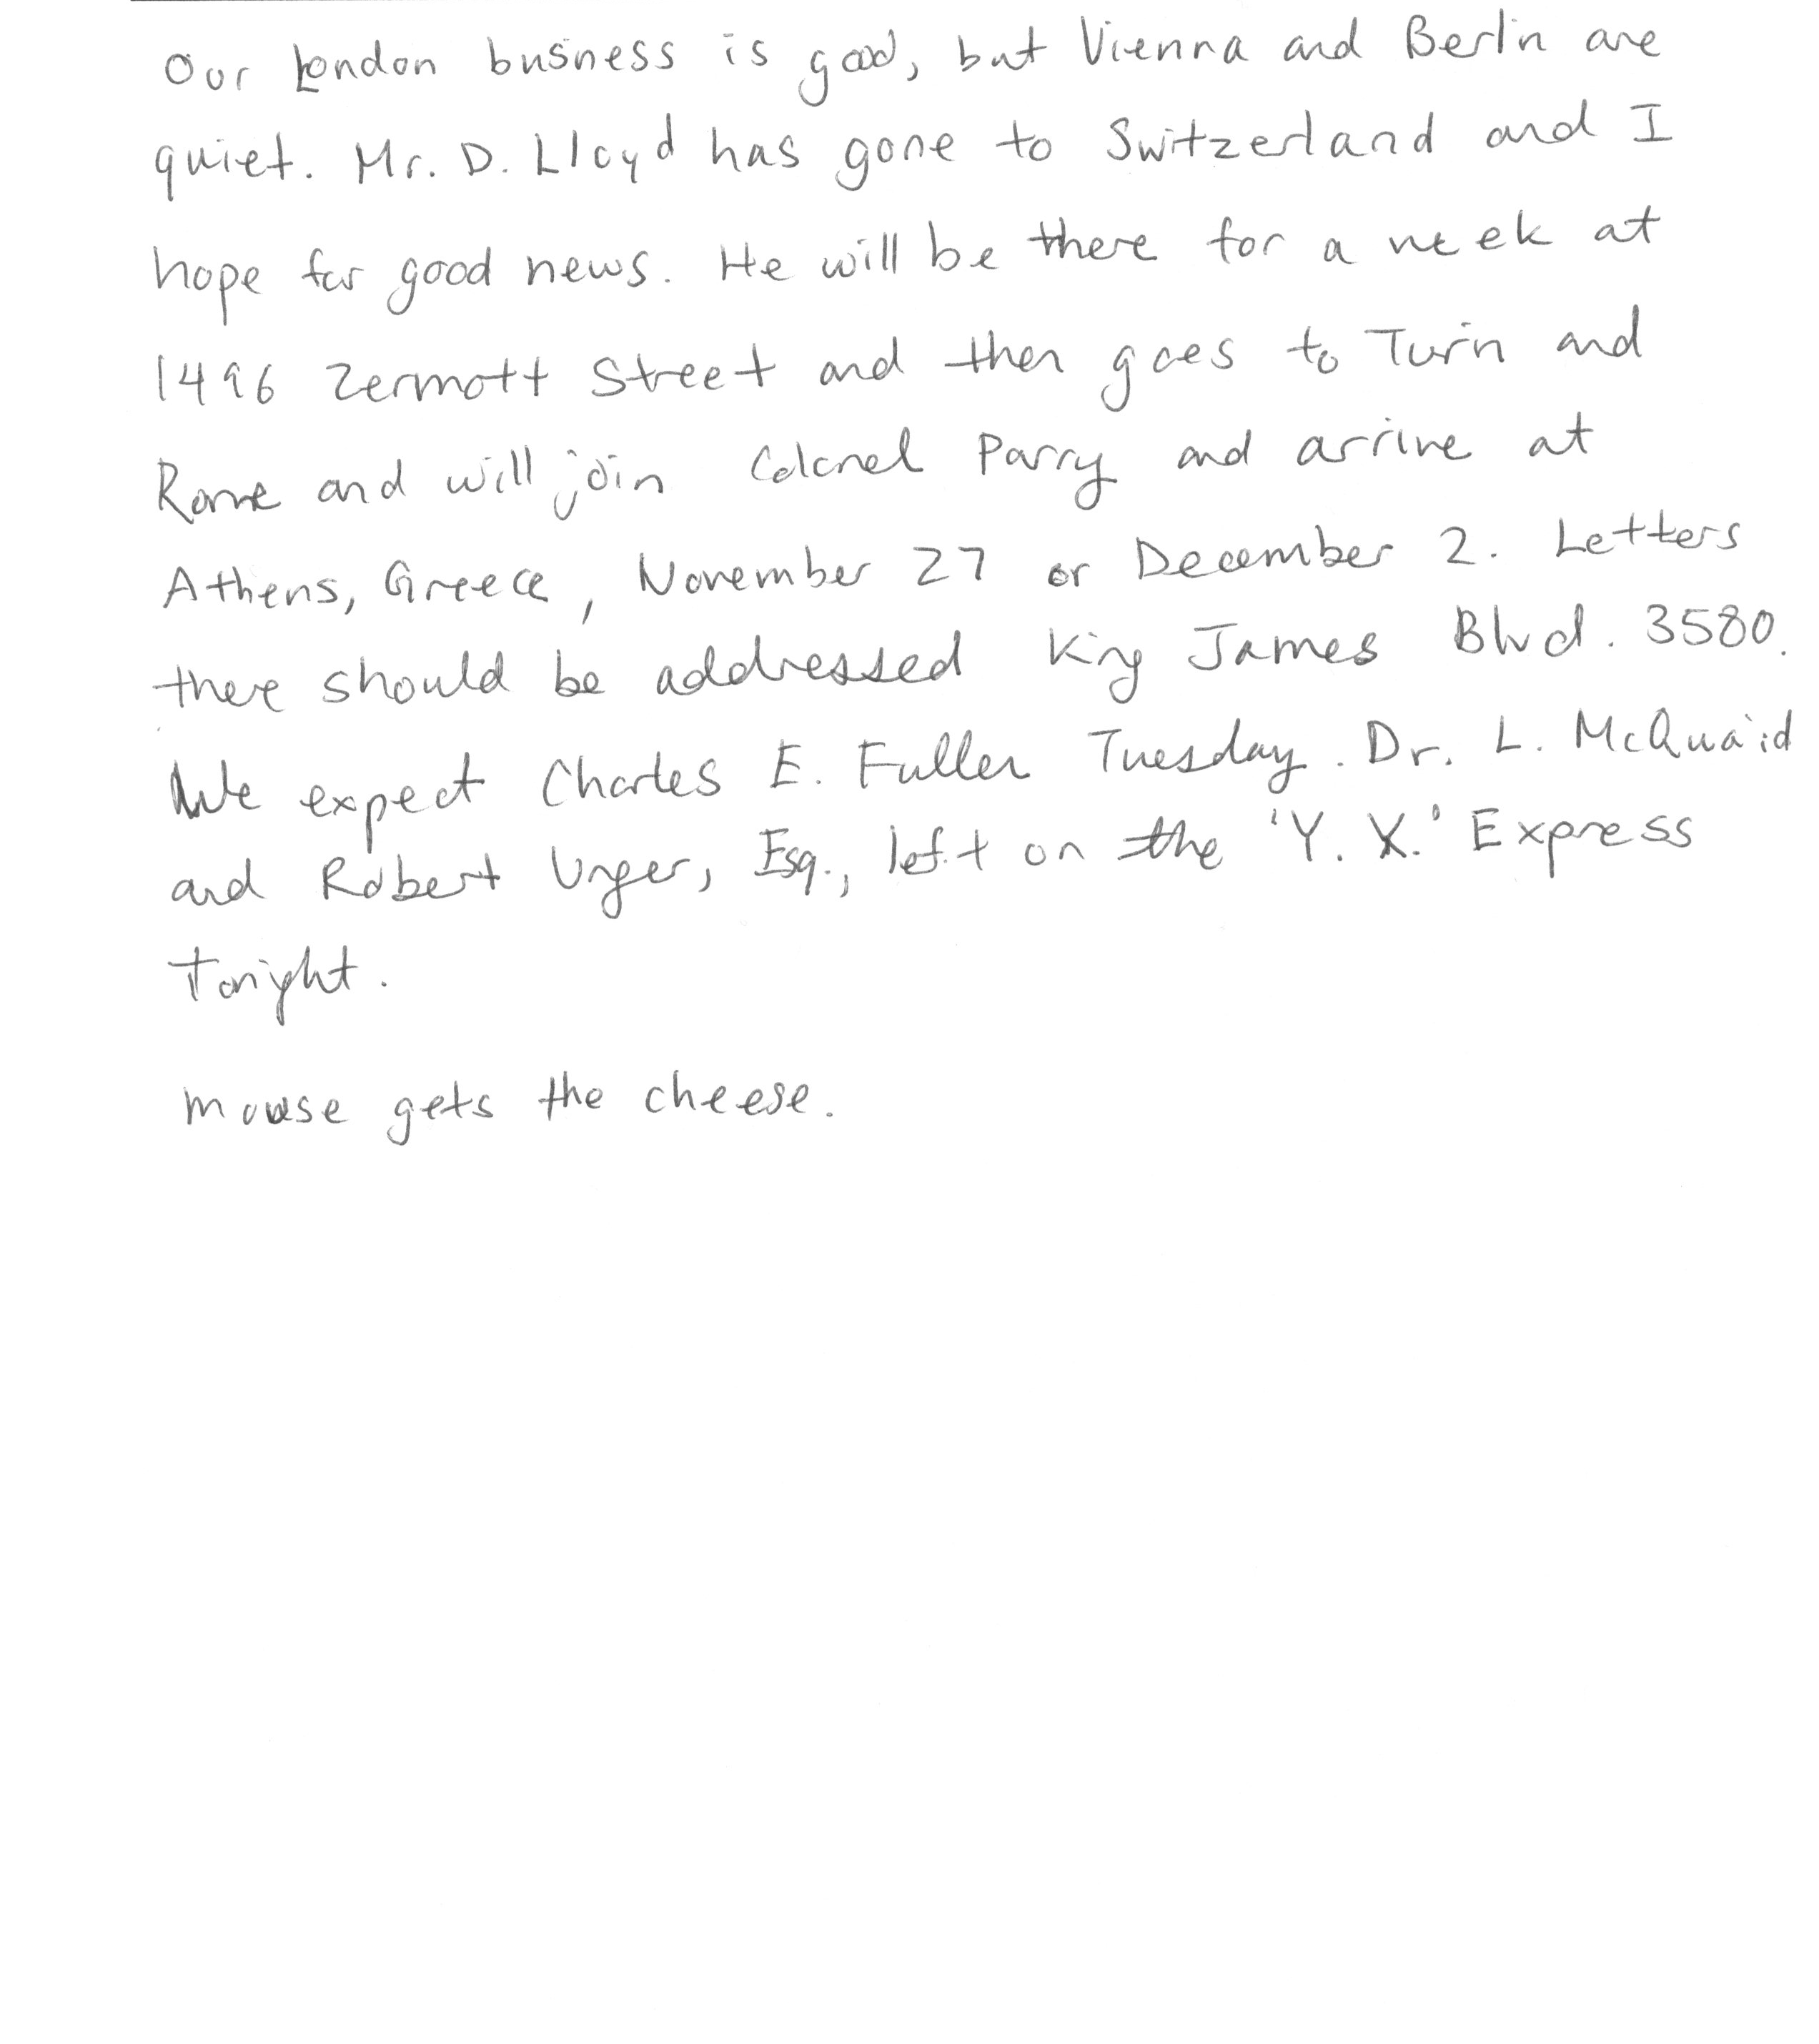 Our London business is good, but Vienna and Berlin are
quiet. Mr. D. Lloyd has gone to Switzerland and I
hope for good news. He will be there for a week at
1496 Zermott Street and then goes to Turin and
Rome and will join Colonel Parry and arrive at
Athens, Greece, November 27 or December 2. Letters
there should be addressed King James Blvd. 3580.
We expect Charles E. Fuller Tuesday. Dr. L. McQuaid
and Robert Unger, Esq., left on the 'Y. X.' Express
tonight.
mouse gets the cheese.